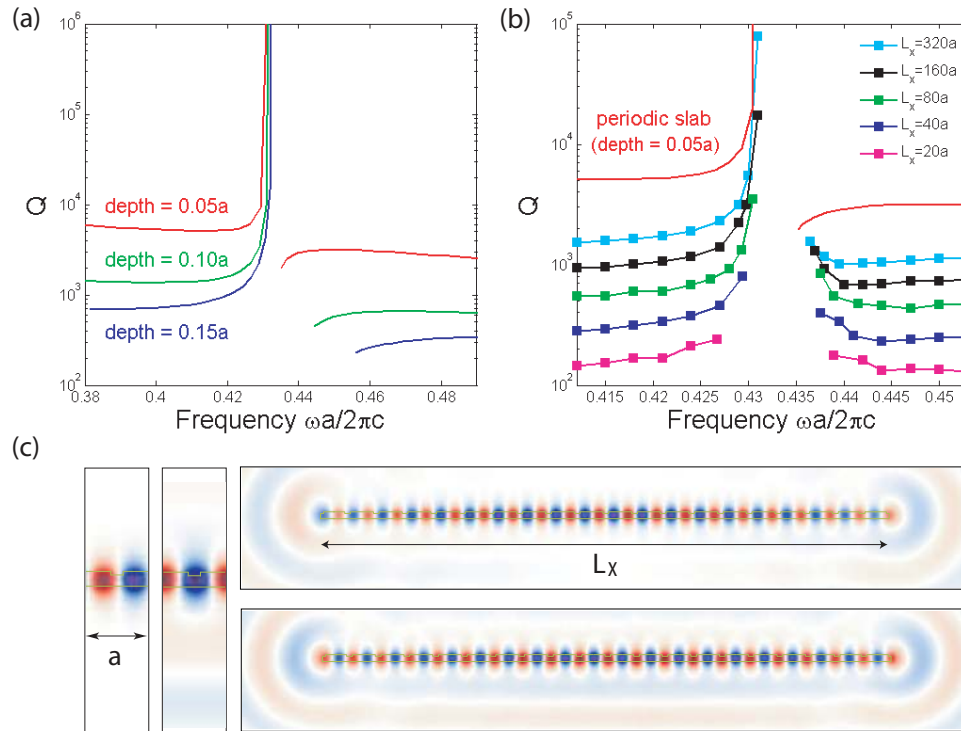 (a)
10^6
10^5
10^4
10^3
10^2
Q
depth = 0.05a
depth = 0.10a
depth = 0.15a
0.38 0.4 0.42 0.44 0.46 0.48
Frequency ωa/2πc
(b)
10^5
10^4
10^3
10^2
Q
periodic slab
(depth = 0.05a)
L_x=320a
L_x=160a
L_x=80a
L_x=40a
L_x=20a
0.415 0.42 0.425 0.43 0.435 0.44 0.445 0.45
Frequency ωa/2πc
(c)
a
L_X